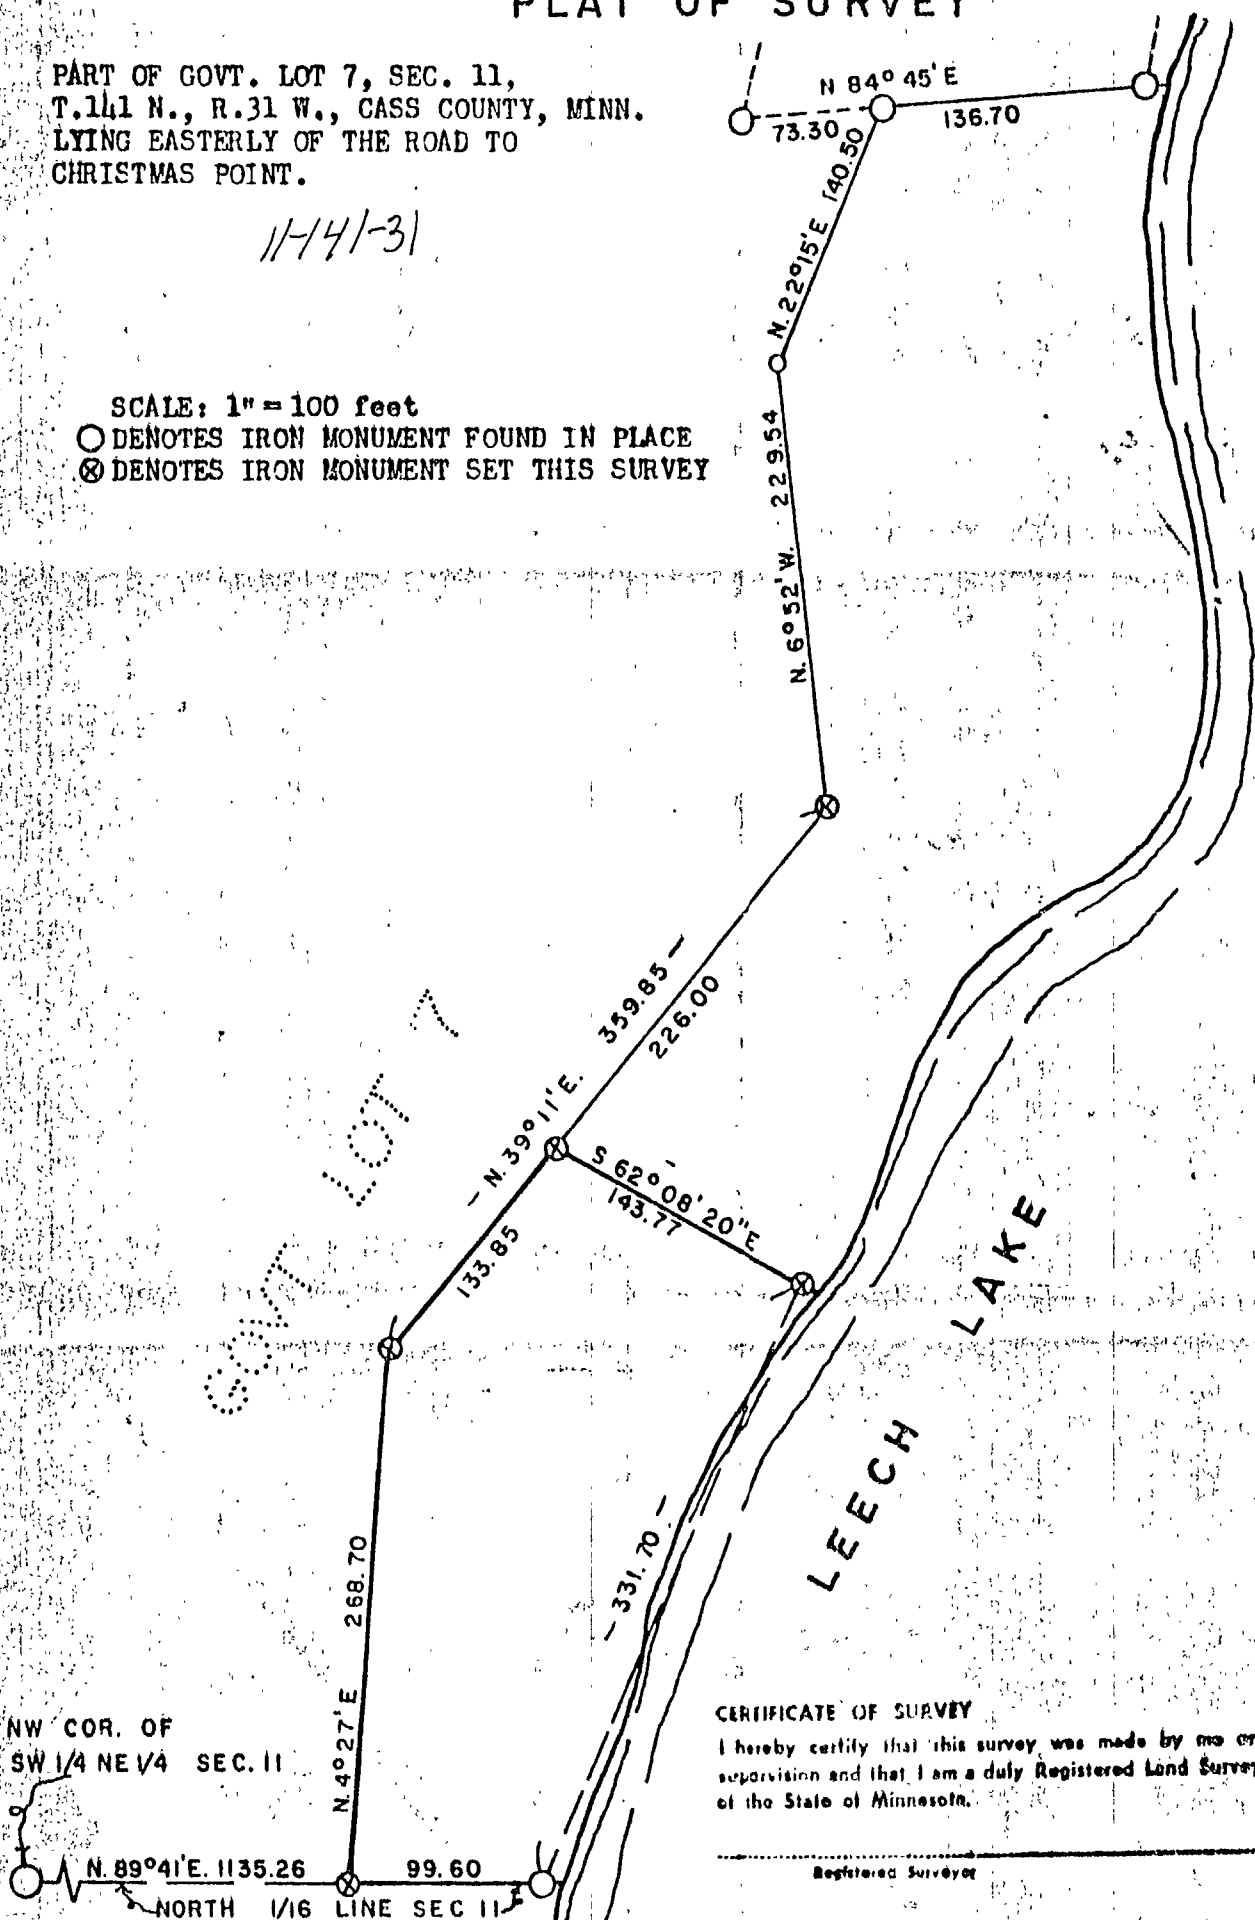 PLAT OF SURVEY
PART OF GOVT. LOT 7, SEC. 11,
T.141 N., R.31 W., CASS COUNTY, MINN.
LYING EASTERLY OF THE ROAD TO
CHRISTMAS POINT.
11-141-31
N 84° 45' E
73.30
136.70
N. 22°15'E 140.50
SCALE: 1" = 100 feet
O DENOTES IRON MONUMENT FOUND IN PLACE
⊗ DENOTES IRON MONUMENT SET THIS SURVEY
N. 6°52'W. 229.54
359.85
226.00
N. 39°11'E.
133.85
S 62°08'20"E
143.77
GOVT LOT 7
LEECH LAKE
331.70
N. 4°27'E 268.70
NW COR. OF
SW 1/4 NE 1/4 SEC. 11
N. 89°41'E. 1135.26
99.60
NORTH 1/16 LINE SEC 11
CERTIFICATE OF SURVEY
I hereby certify that this survey was made by me or
supervision and that I am a duly Registered Land Survey
of the State of Minnesota.
Registered Surveyor